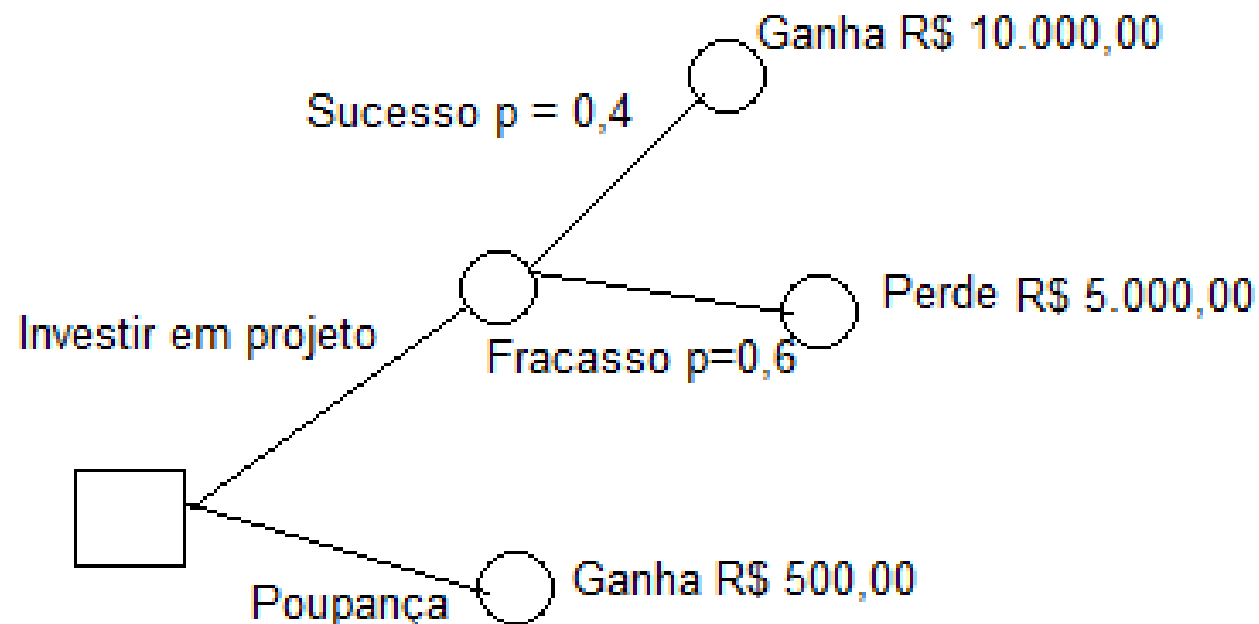 Ganha R$ 10.000,00
Sucesso p = 0,4
Perde R$ 5.000,00
Investir em projeto
Fracasso p=0,6
Ganha R$ 500,00
Poupança